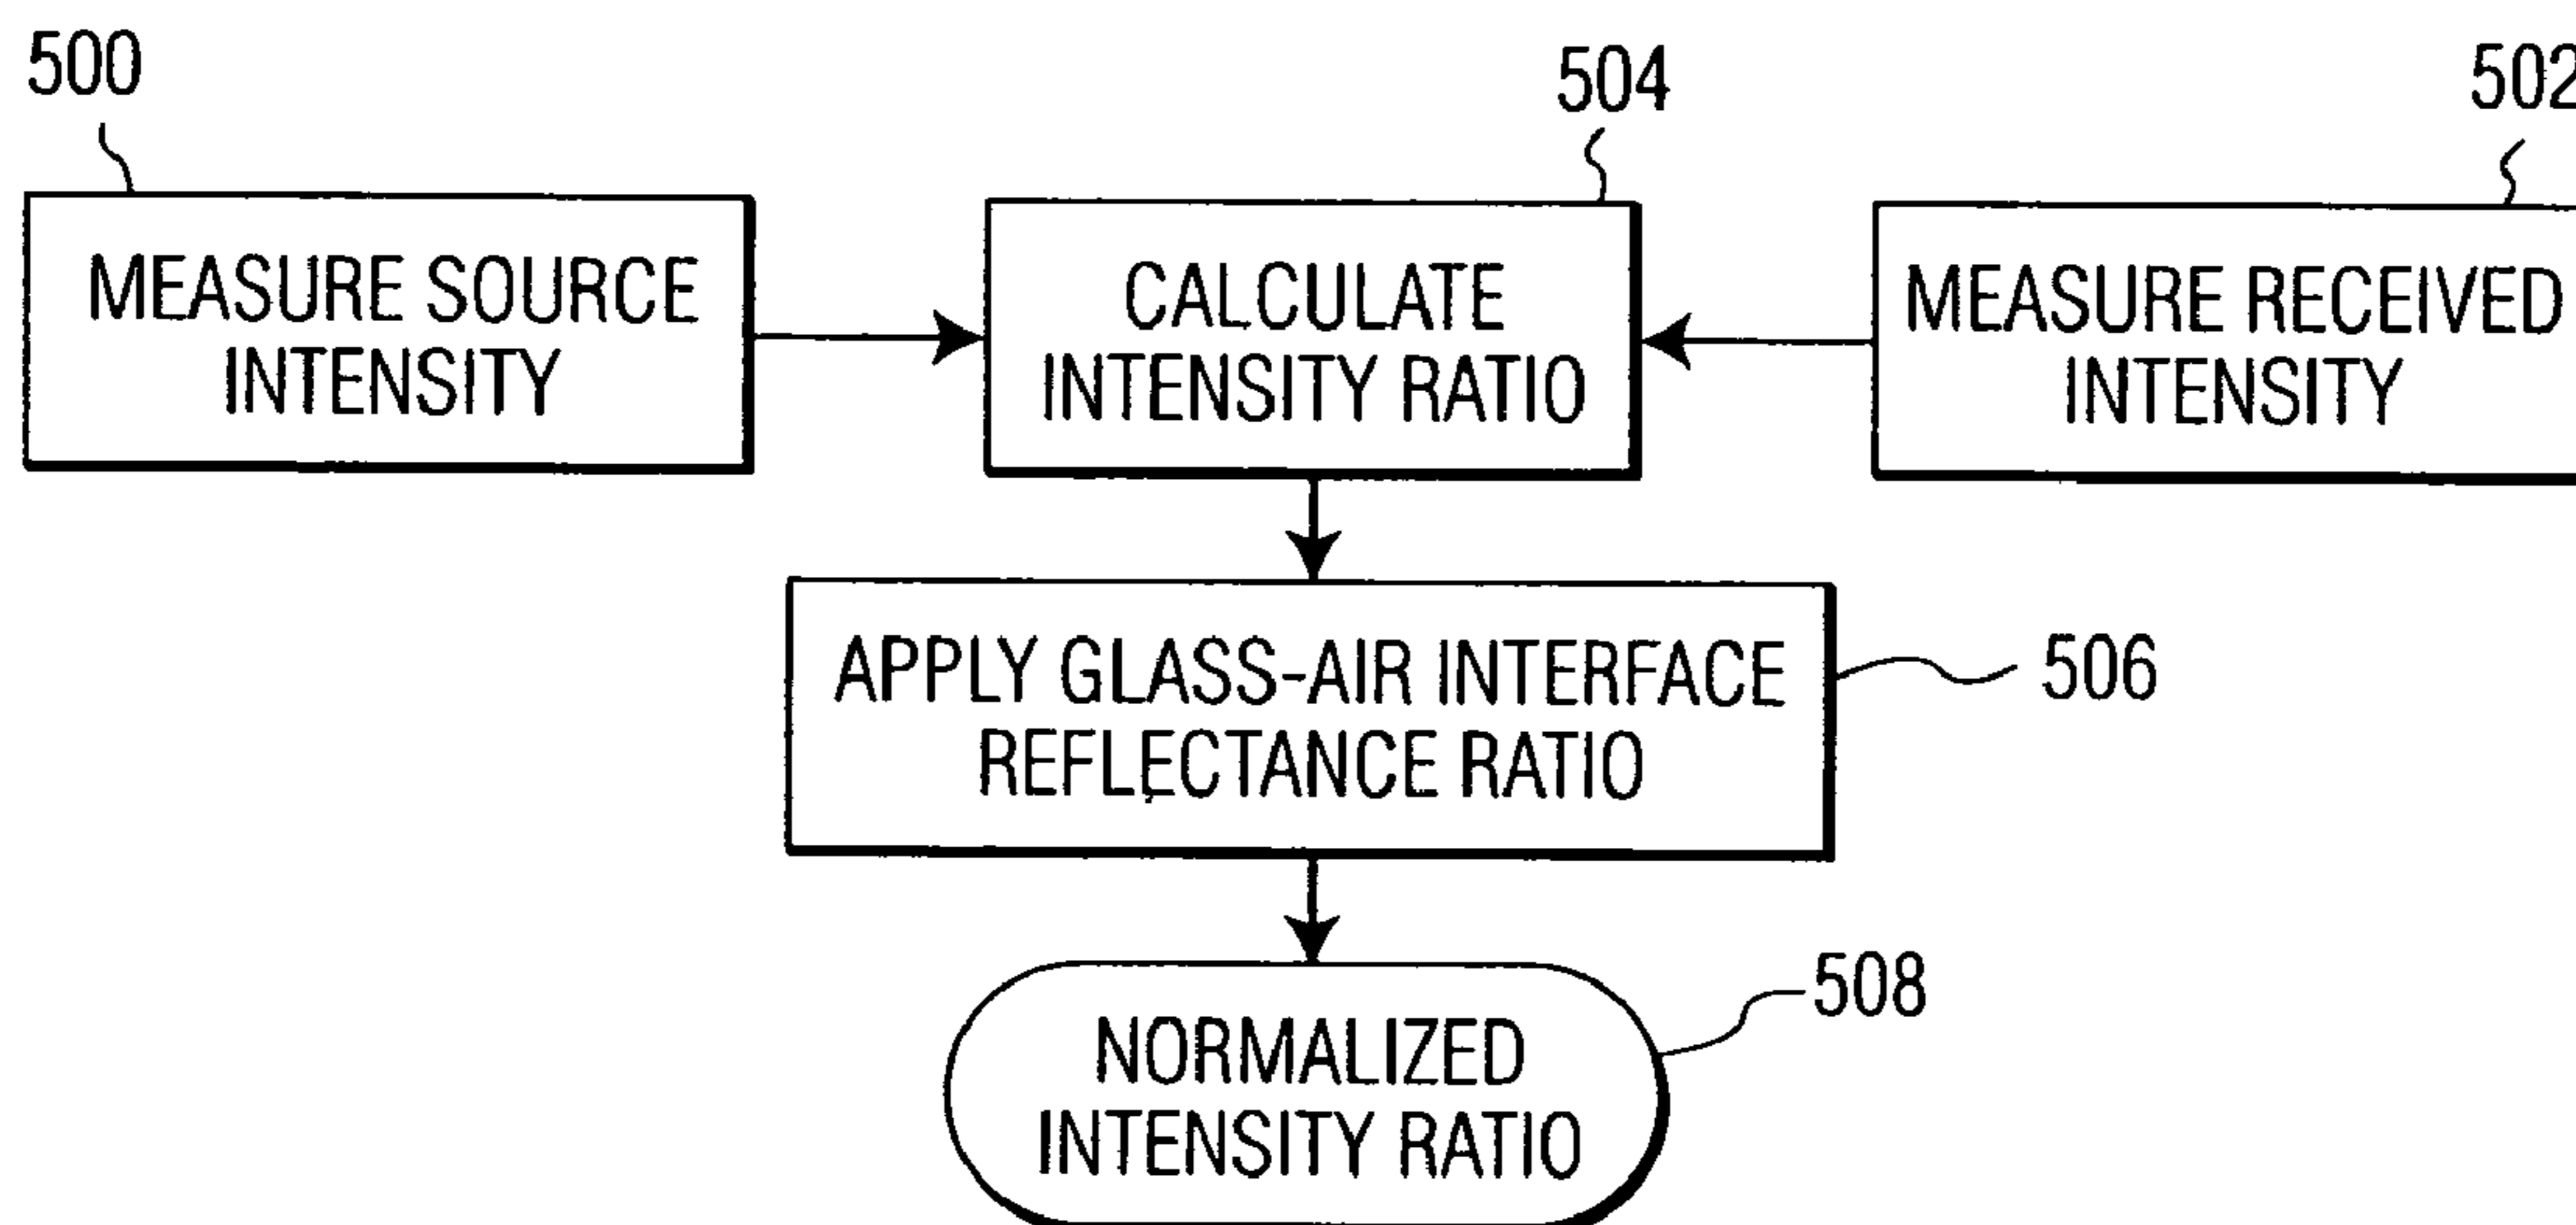 500
504
502
MEASURE SOURCE
INTENSITY
CALCULATE
INTENSITY RATIO
MEASURE RECEIVED
INTENSITY
APPLY GLASS-AIR INTERFACE
REFLECTANCE RATIO
506
508
NORMALIZED
INTENSITY RATIO